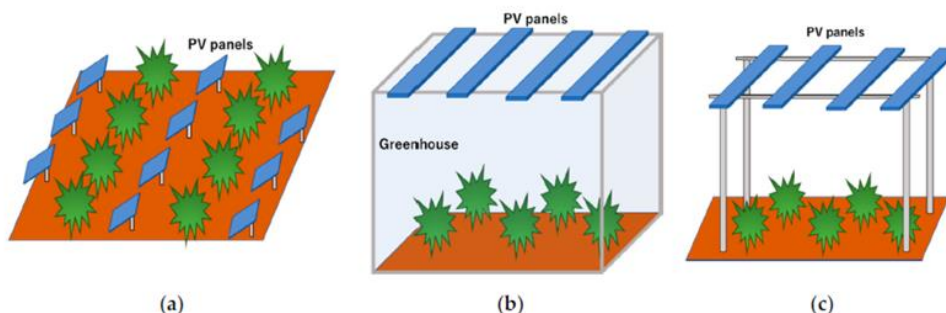 PV panels
PV panels
PV panels
Greenhouse
(a)
(b)
(c)